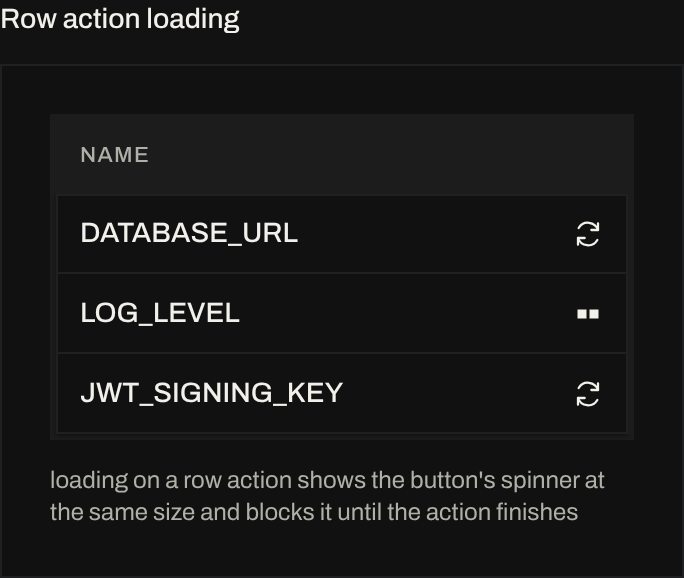 Row action loading
NAME
DATABASE_URL
LOG_LEVEL
JWT_SIGNING_KEY
loading on a row action shows the button's spinner at
the same size and blocks it until the action finishes